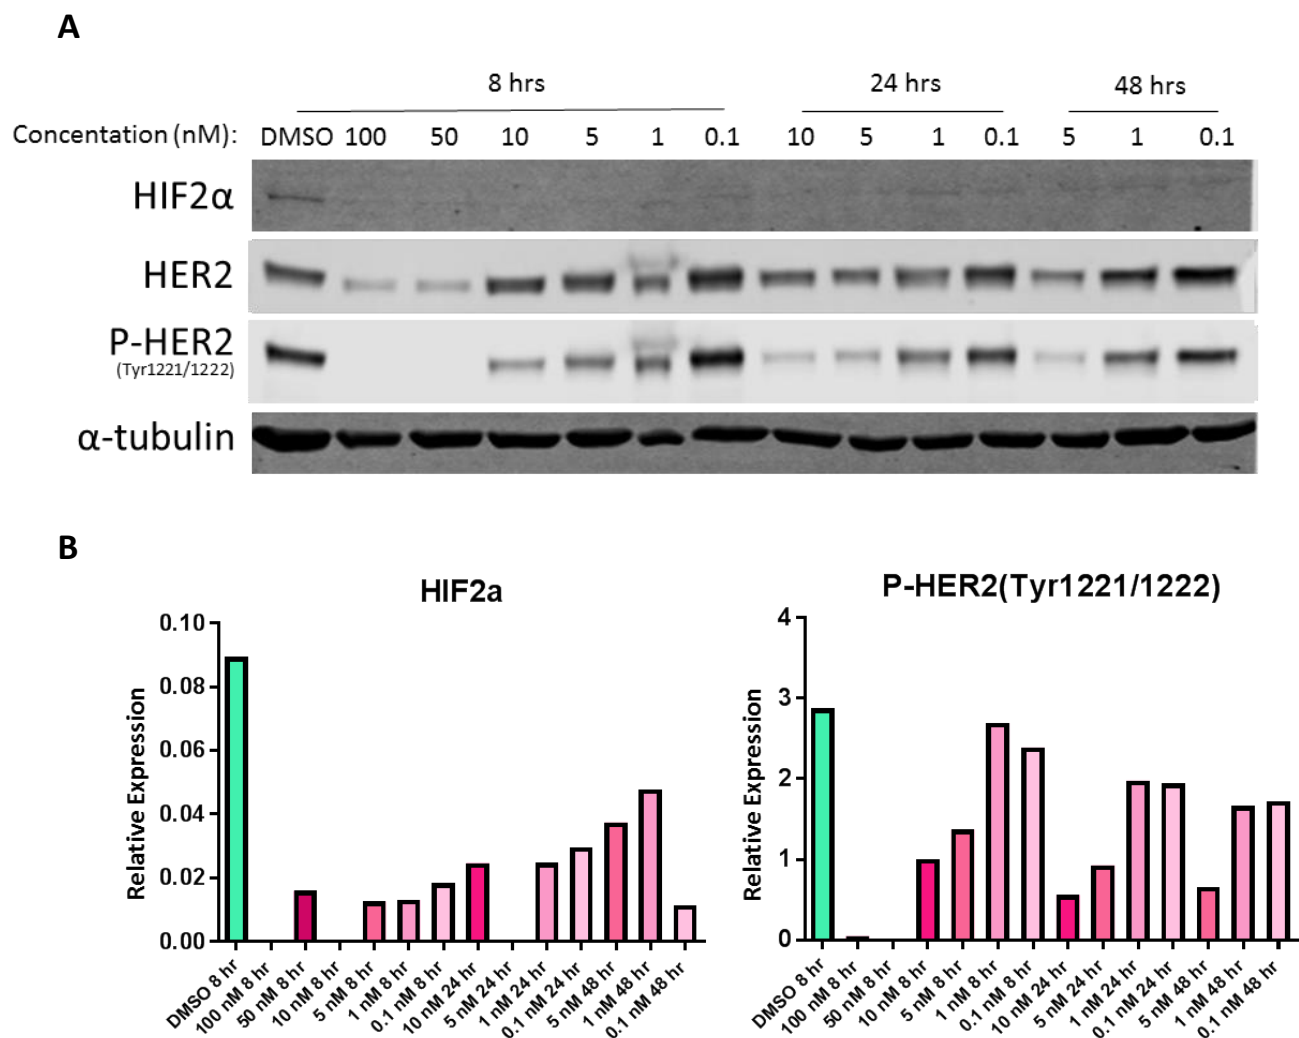 A
8 hrs 24 hrs 48 hrs
Concentation (nM): DMSO 100 50 10 5 1 0.1 10 5 1 0.1 5 1 0.1
HIF2α
HER2
P-HER2
(Tyr1221/1222)
α-tubulin
B
HIF2a
Relative Expression
0.10
0.08
0.06
0.04
0.02
0.00
DMSO 8 hr
100 nM 8 hr
50 nM 8 hr
10 nM 8 hr
5 nM 8 hr
1 nM 8 hr
0.1 nM 8 hr
10 nM 24 hr
5 nM 24 hr
1 nM 24 hr
0.1 nM 24 hr
5 nM 48 hr
1 nM 48 hr
0.1 nM 48 hr
P-HER2(Tyr1221/1222)
Relative Expression
4
3
2
1
0
DMSO 8 hr
100 nM 8 hr
50 nM 8 hr
10 nM 8 hr
5 nM 8 hr
1 nM 8 hr
0.1 nM 8 hr
10 nM 24 hr
5 nM 24 hr
1 nM 24 hr
0.1 nM 24 hr
5 nM 48 hr
1 nM 48 hr
0.1 nM 48 hr